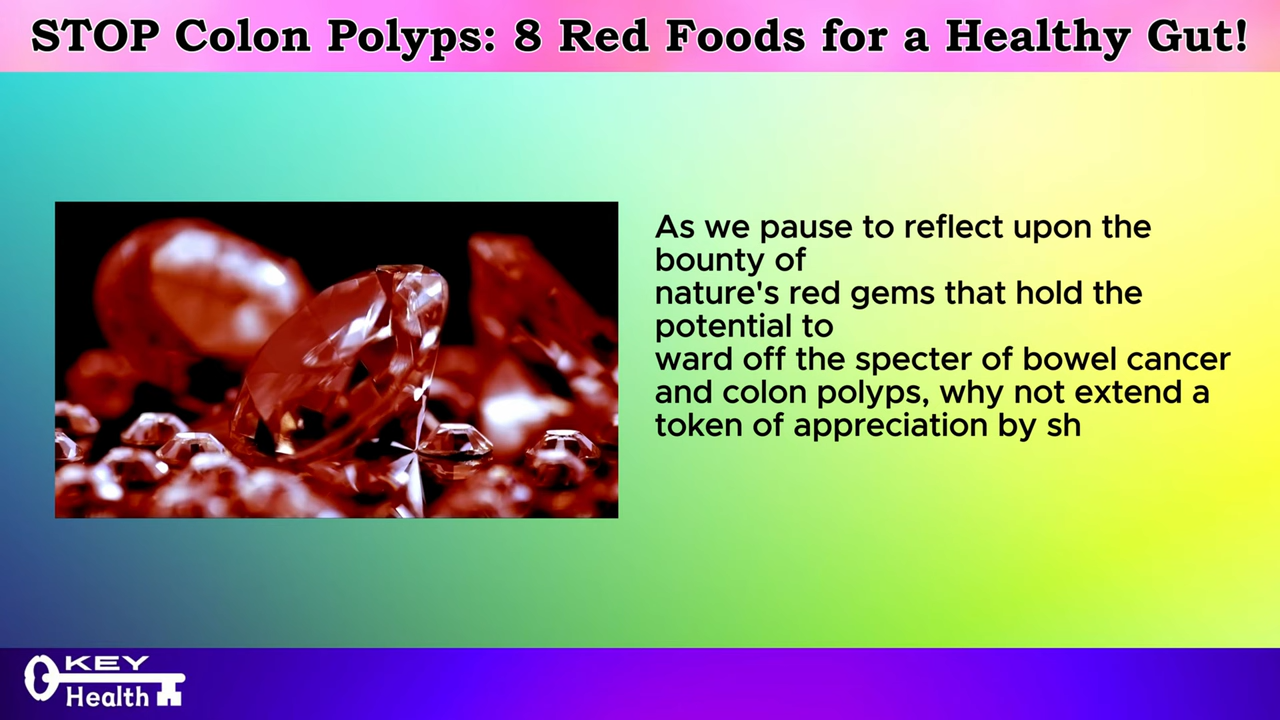 STOP Colon Polyps: 8 Red Foods for a Healthy Gut!
As we pause to reflect upon the
bounty of
nature's red gems that hold the
potential to
ward off the specter of bowel cancer
and colon polyps, why not extend a
token of appreciation by sh
KEY
Health